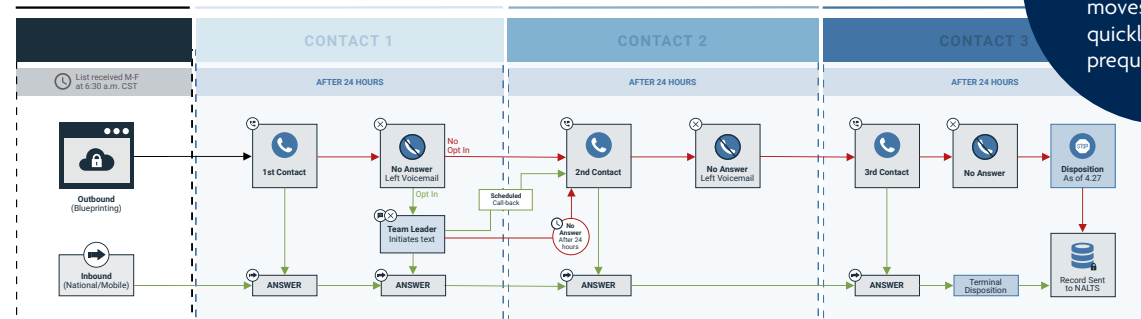 moves
quickl
prequ
CONTACT 1
CONTACT 2
CONTACT 3
List received M-F
at 6:30 a.m. CST
AFTER 24 HOURS
AFTER 24 HOURS
AFTER 24 HOURS
Outbound
(Blueprinting)
1st Contact
No Answer
Left Voicemail
No
Opt In
Opt In
Team Leader
Initiates text
Scheduled
Call-back
2nd Contact
No
Answer
After 24
hours
No Answer
Left Voicemail
3rd Contact
No Answer
STOP
Disposition
As of 4.27
Inbound
(National/Mobile)
ANSWER
ANSWER
ANSWER
ANSWER
Terminal
Disposition
Record Sent
to NALTS